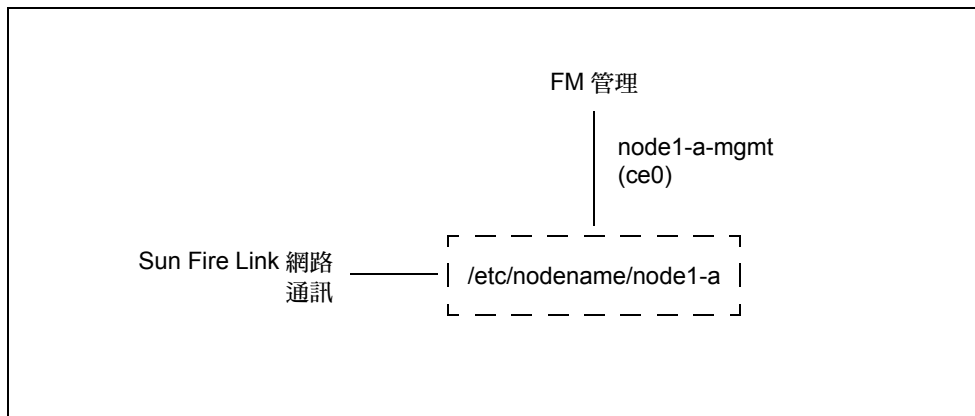 FM 管理
node1-a-mgmt
(ce0)
Sun Fire Link 網路
通訊
/etc/nodename/node1-a